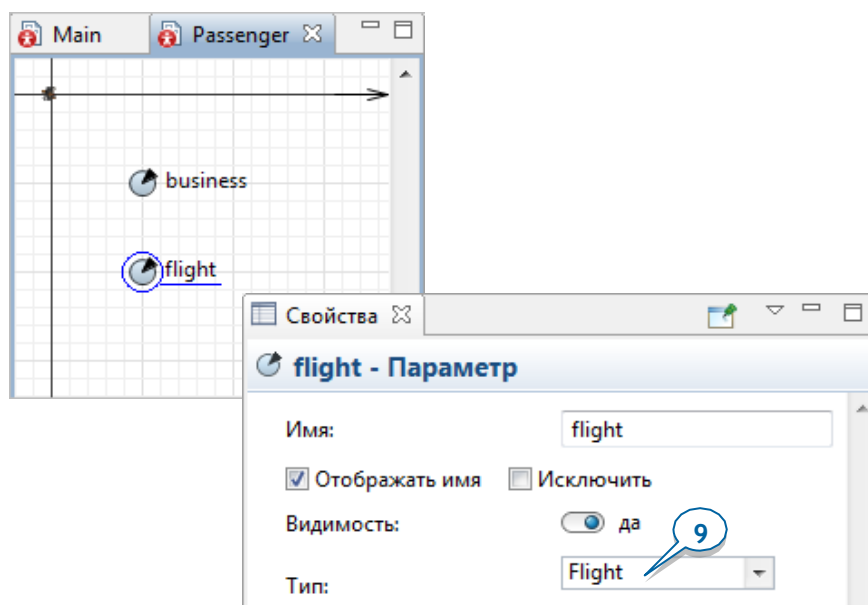 Main
Passenger
business
flight
Свойства
flight - Параметр
Имя: flight
Отображать имя Исключить
Видимость: да
9
Тип: Flight